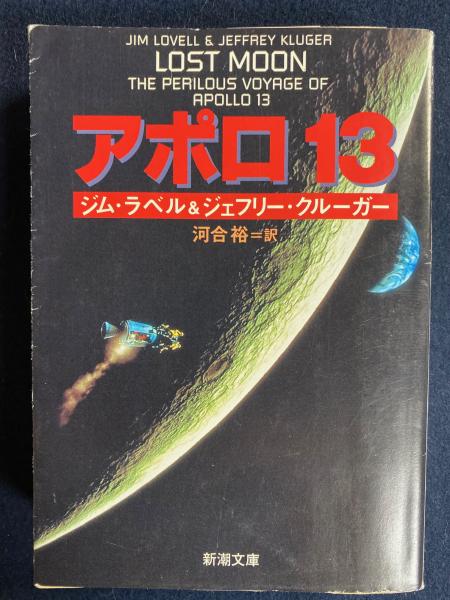 JIM LOVELL & JEFFREY KLUGER
LOST MOON
THE PERILOUS VOYAGE OF
APOLLO 13
アポロ 13
ジム・ラベル&ジェフリー・クルーガー
河合 裕=訳
新潮文庫